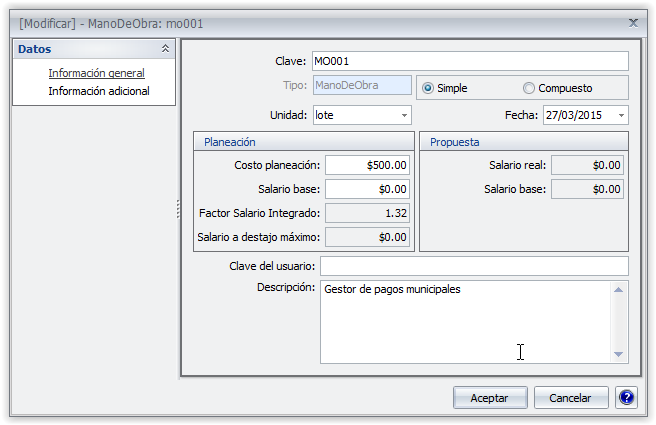 [Modificar] - ManoDeObra: mo001
Datos
Información general
Información adicional
Clave: MO001
Tipo: ManoDeObra Simple Compuesto
Unidad: lote Fecha: 27/03/2015
Planeación
Costo planeación: $500.00
Salario base: $0.00
Factor Salario Integrado: 1.32
Salario a destajo máximo: $0.00
Propuesta
Salario real: $0.00
Salario base: $0.00
Clave del usuario:
Descripción: Gestor de pagos municipales
Aceptar Cancelar ?